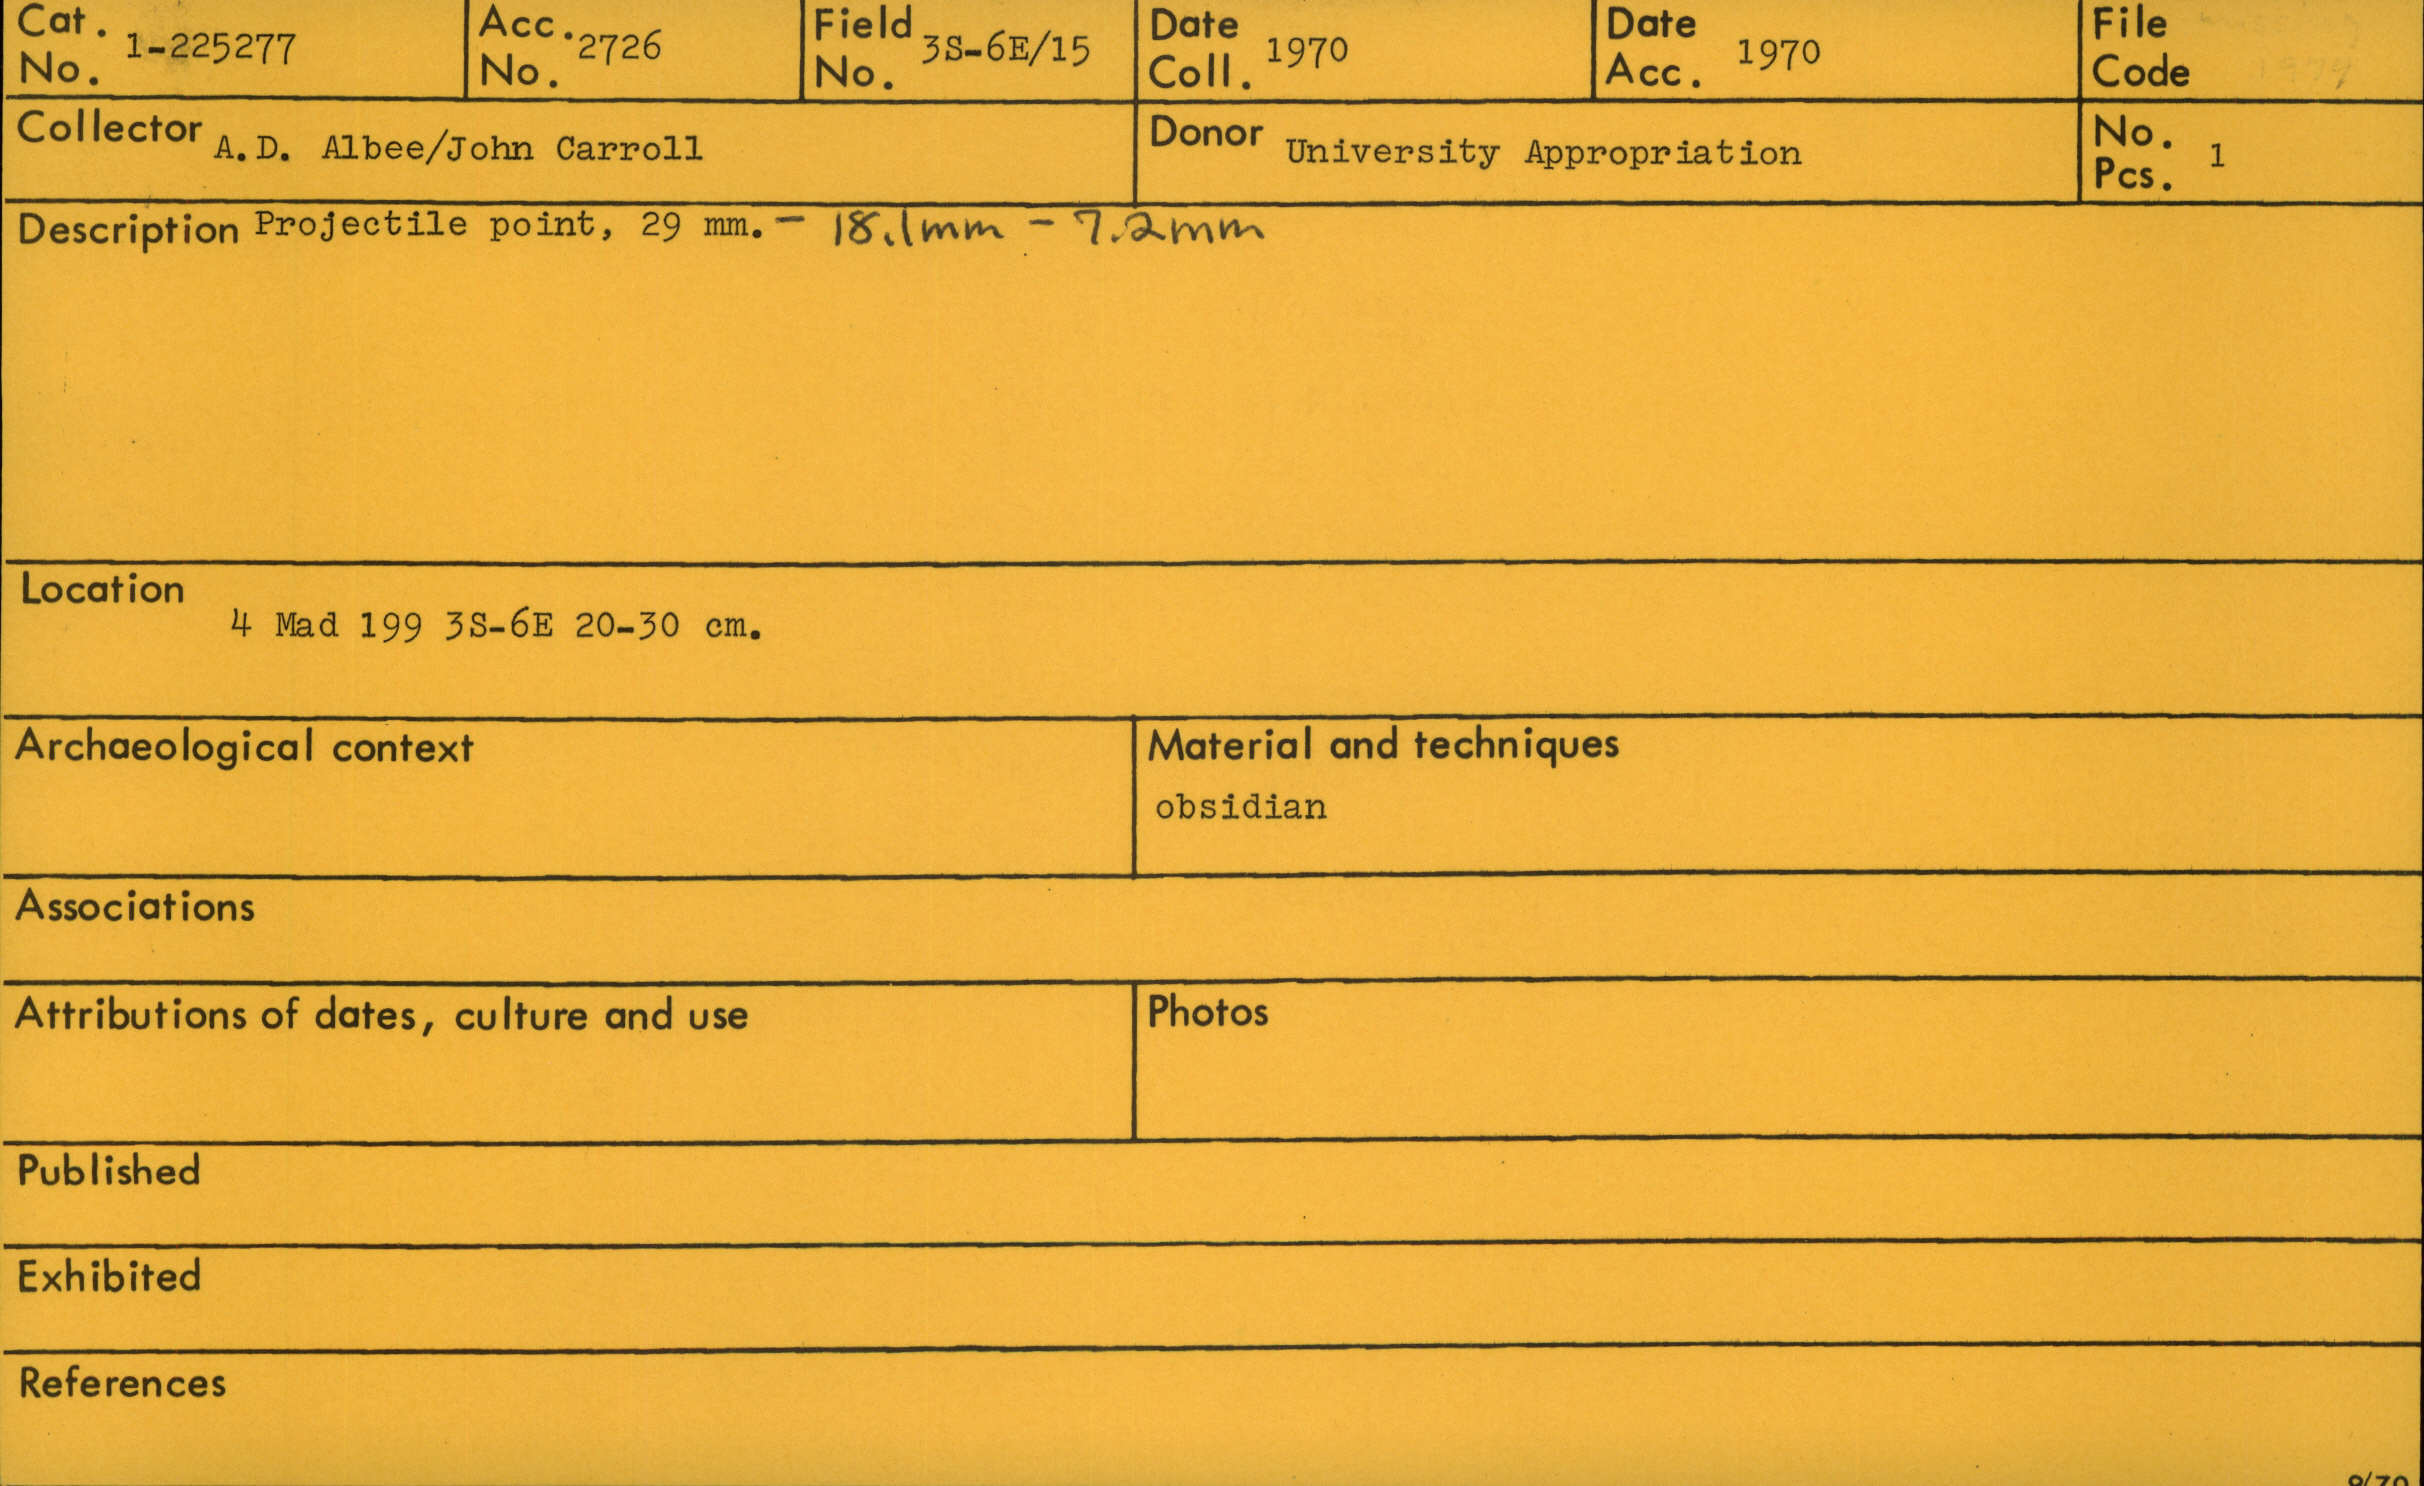 Cat. No. 1-225277 Acc. No. 2726 Field No. 3S-6E/15 Date Coll. 1970 Date Acc. 1970 File Code
Collector A.D. Albee/John Carroll Donor University Appropriation No. Pcs. 1
Description Projectile point, 29 mm. - 18.1mm - 7.2mm
Location
4 Mad 199 3S-6E 20-30 cm.
Archaeological context
Material and techniques
obsidian
Associations
Attributions of dates, culture and use
Photos
Published
Exhibited
References